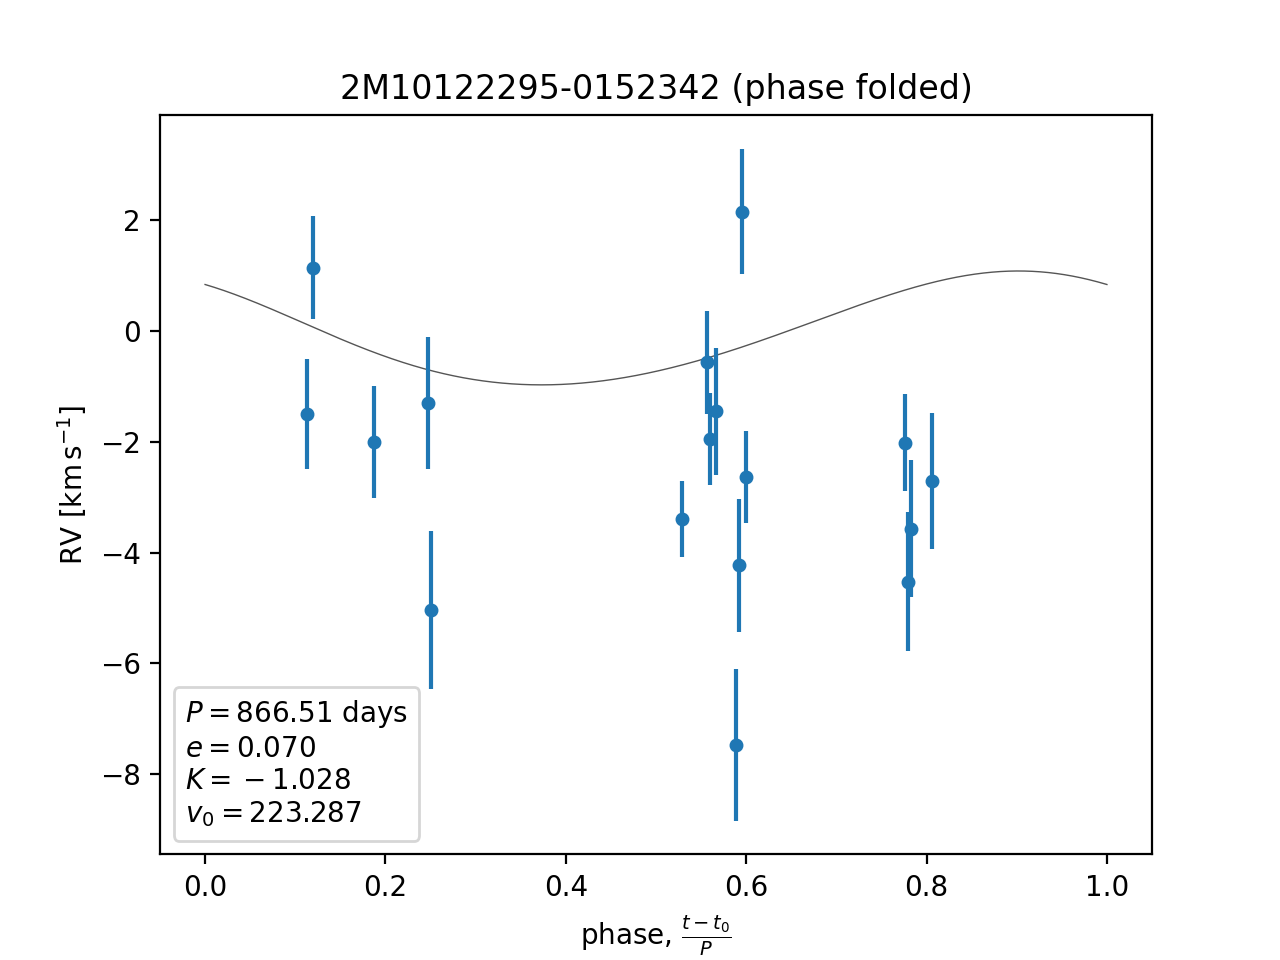 2M10122295-0152342 (phase folded)
RV [km s−1]
2
0
−2
−4
−6
−8
P = 866.51 days
e = 0.070
K = −1.028
v0 = 223.287
0.0 0.2 0.4 0.6 0.8 1.0
phase, t−t0/P